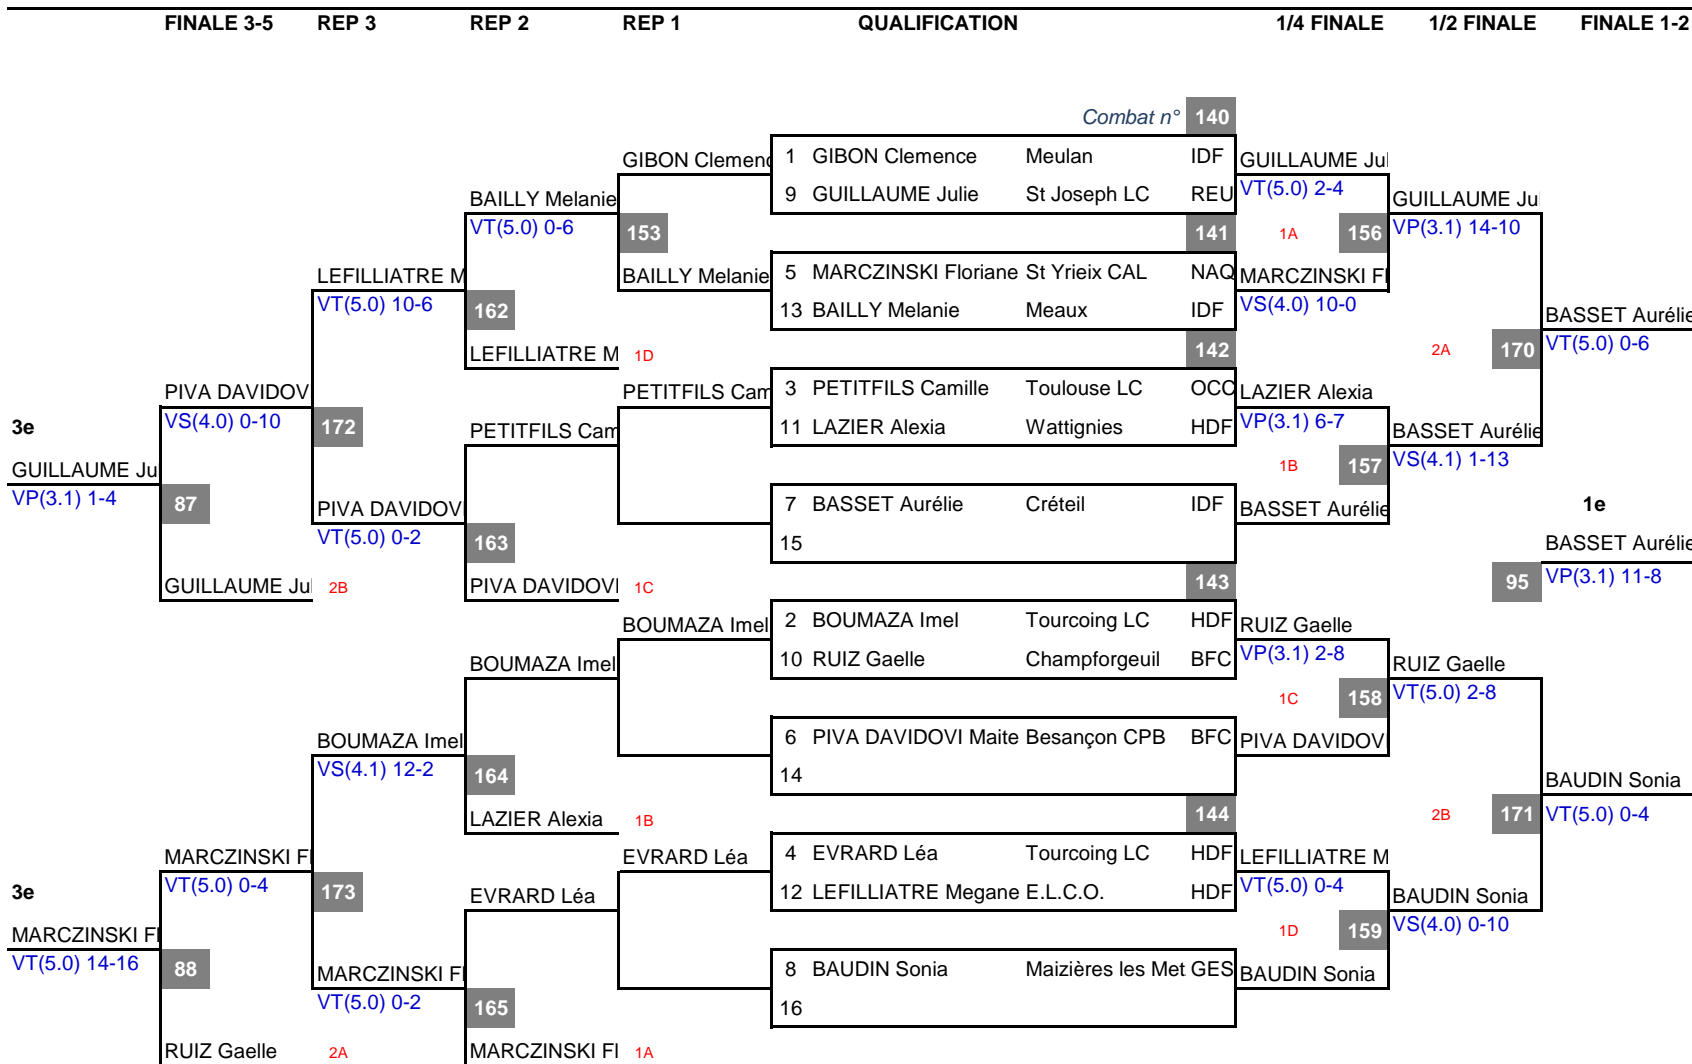 FINALE 3-5 REP 3 REP 2 REP 1 QUALIFICATION 1/4 FINALE 1/2 FINALE FINALE 1-2
Combat n° 140
GIBON Clemenc 1 GIBON Clemence Meulan IDF GUILLAUME Jul
BAILLY Melanie 9 GUILLAUME Julie St Joseph LC REU VT(5.0) 2-4 GUILLAUME Ju
VT(5.0) 0-6 153 141 1A 156 VP(3.1) 14-10
LEFILLIATRE M BAILLY Melanie 5 MARCZINSKI Floriane St Yrieix CAL NAQ MARCZINSKI Fl
VT(5.0) 10-6 162 13 BAILLY Melanie Meaux IDF VS(4.0) 10-0 BASSET Aurélie
LEFILLIATRE M 1D 142 2A 170 VT(5.0) 0-6
PIVA DAVIDOV PETITFILS Cam 3 PETITFILS Camille Toulouse LC OCC LAZIER Alexia
3e VS(4.0) 0-10 172 PETITFILS Cam 11 LAZIER Alexia Wattignies HDF VP(3.1) 6-7 BASSET Aurélie
GUILLAUME Ju 1B 157 VS(4.1) 1-13
VP(3.1) 1-4 87 PIVA DAVIDOV 7 BASSET Aurélie Créteil IDF BASSET Aurélie 1e
VT(5.0) 0-2 163 15 BASSET Aurélie
GUILLAUME Ju 2B PIVA DAVIDOVI 1C 143 95 VP(3.1) 11-8
BOUMAZA Imel 2 BOUMAZA Imel Tourcoing LC HDF RUIZ Gaelle
BOUMAZA Imel 10 RUIZ Gaelle Champforgeuil BFC VP(3.1) 2-8 RUIZ Gaelle
1C 158 VT(5.0) 2-8
BOUMAZA Imel 6 PIVA DAVIDOVI Maite Besançon CPB BFC PIVA DAVIDOVI
VS(4.1) 12-2 164 14 BAUDIN Sonia
LAZIER Alexia 1B 144 2B 171 VT(5.0) 0-4
MARCZINSKI Fl EVRARD Léa 4 EVRARD Léa Tourcoing LC HDF LEFILLIATRE M
3e VT(5.0) 0-4 173 EVRARD Léa 12 LEFILLIATRE Megane E.L.C.O. HDF VT(5.0) 0-4 BAUDIN Sonia
MARCZINSKI Fl 1D 159 VS(4.0) 0-10
VT(5.0) 14-16 88 MARCZINSKI Fl 8 BAUDIN Sonia Maizières les Met GES BAUDIN Sonia
VT(5.0) 0-2 165 16
RUIZ Gaelle 2A MARCZINSKI Fl 1A